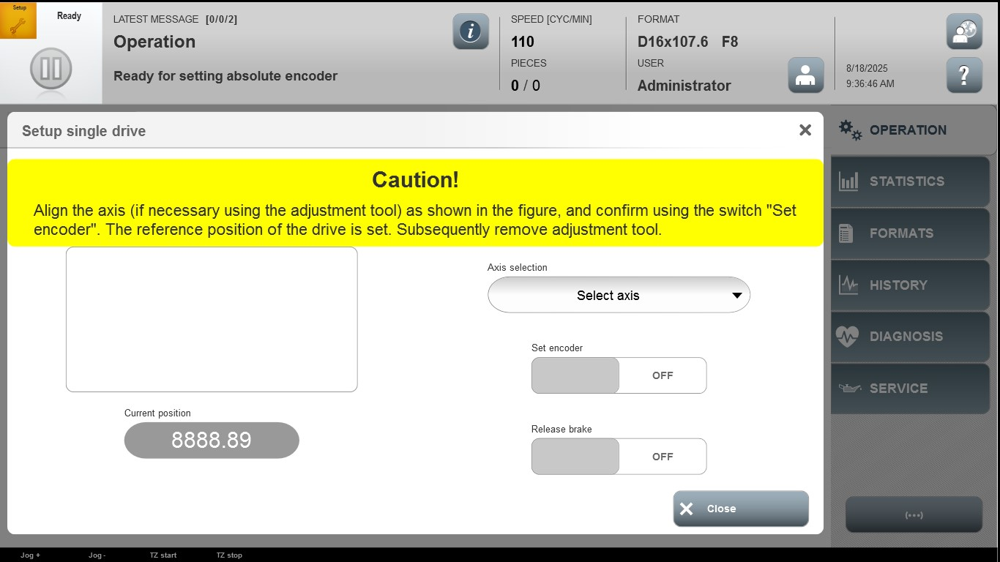 Setup
Ready
LATEST MESSAGE [0/0/2]
Operation
Ready for setting absolute encoder
i
SPEED [CYC/MIN]
110
PIECES
0 / 0
FORMAT
D16x107.6 F8
USER
Administrator
8/18/2025
9:36:46 AM
?
Setup single drive
Caution!
Align the axis (if necessary using the adjustment tool) as shown in the figure, and confirm using the switch "Set
encoder". The reference position of the drive is set. Subsequently remove adjustment tool.
Axis selection
Select axis
Set encoder
OFF
Current position
8888.89
Release brake
OFF
Close
OPERATION
STATISTICS
FORMATS
HISTORY
DIAGNOSIS
SERVICE
(•••)
Jog + Jog - TZ start TZ stop